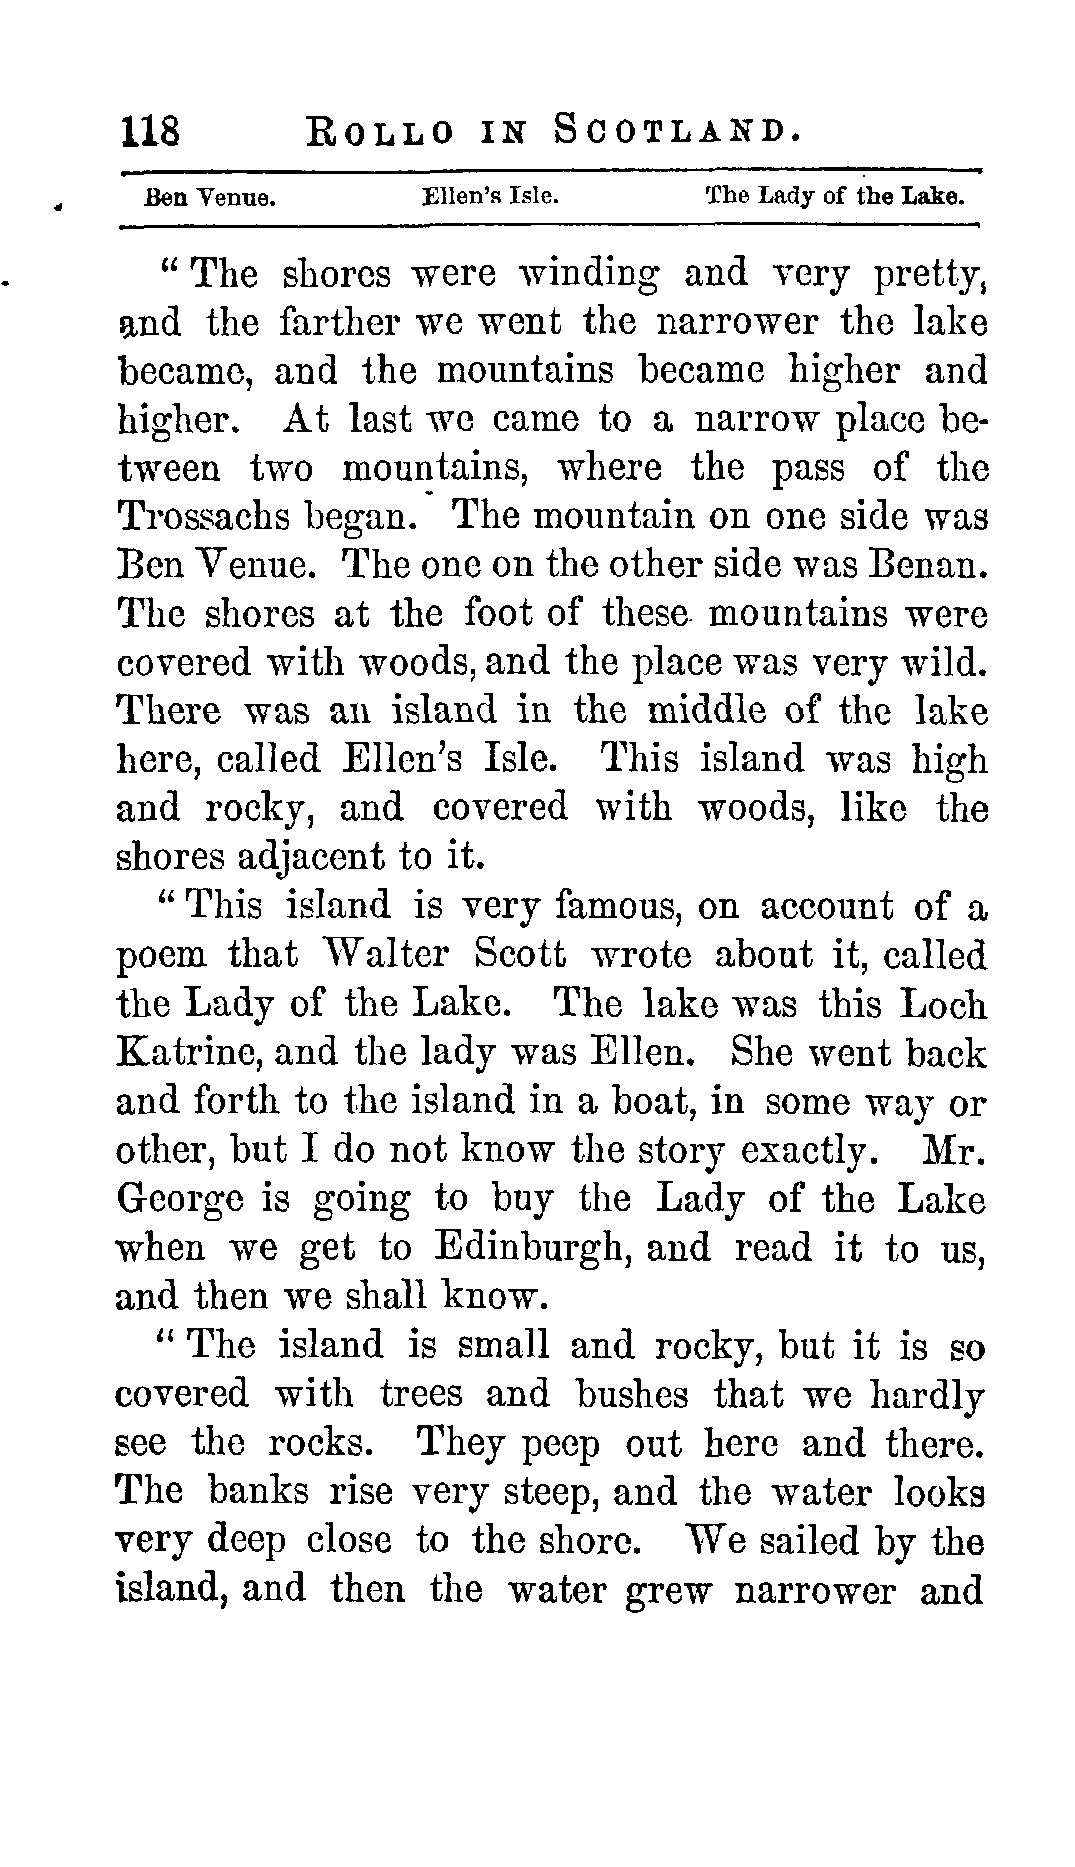 118 ROLLO IN SCOTLAND.
Ben Venue. Ellen's Isle. The Lady of the Lake.
“ The shores were winding and very pretty,
and the farther we went the narrower the lake
became, and the mountains became higher and
higher. At last we came to a narrow place be-
tween two mountains, where the pass of the
Trossachs began. The mountain on one side was
Ben Venue. The one on the other side was Benan.
The shores at the foot of these mountains were
covered with woods, and the place was very wild.
There was an island in the middle of the lake
here, called Ellen's Isle. This island was high
and rocky, and covered with woods, like the
shores adjacent to it.
“ This island is very famous, on account of a
poem that Walter Scott wrote about it, called
the Lady of the Lake. The lake was this Loch
Katrine, and the lady was Ellen. She went back
and forth to the island in a boat, in some way or
other, but I do not know the story exactly. Mr.
George is going to buy the Lady of the Lake
when we get to Edinburgh, and read it to us,
and then we shall know.
“ The island is small and rocky, but it is so
covered with trees and bushes that we hardly
see the rocks. They peep out here and there.
The banks rise very steep, and the water looks
very deep close to the shore. We sailed by the
island, and then the water grew narrower and